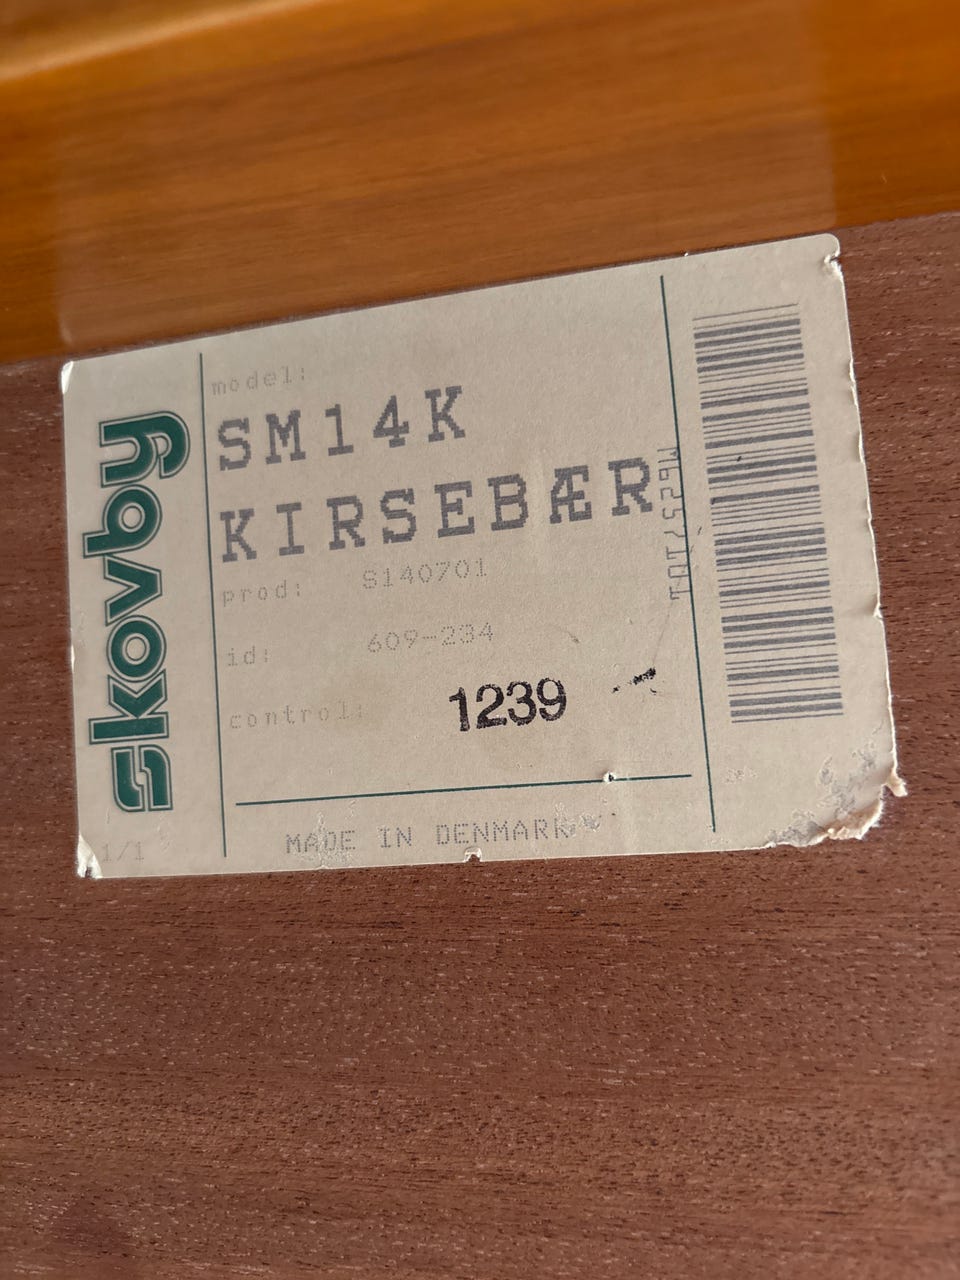 skovby
model:
SM14K
KIRSEBÆR
prod: S140701
id: 609-234
control: 1239
MADE IN DENMARK
1/1